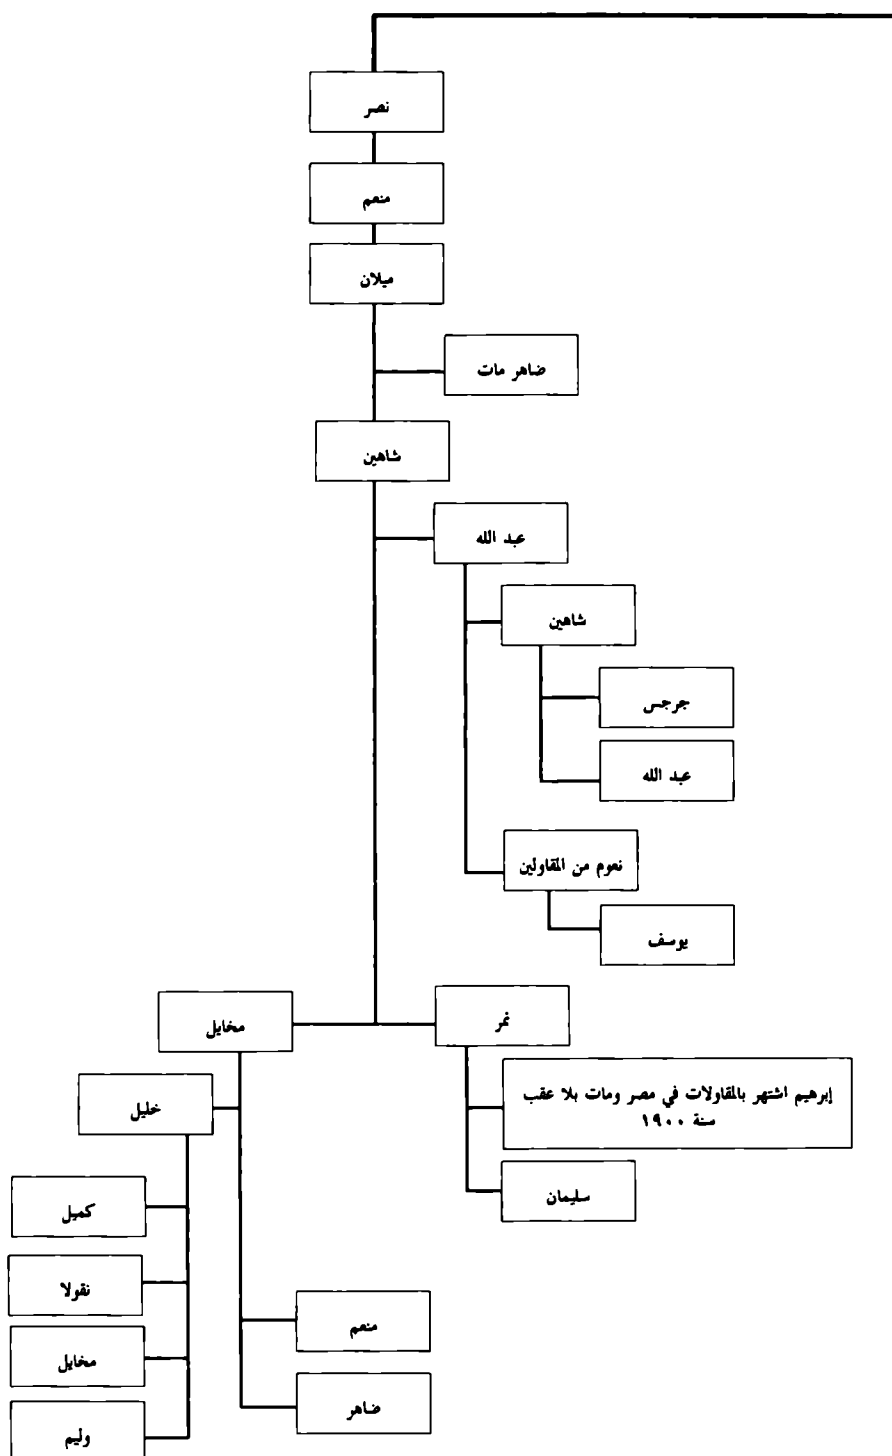 نصر
منعم
ميلان
ضاهر مات
شاهين
عبد الله
شاهين
جرجس
عبد الله
نعوم من المقاولين
يوسف
نمر
مخايل
إبرهيم اشتهر بالمقاولات في مصر ومات بلا عقب
سنة ١٩٠٠
خليل
سليمان
كميل
نقولا
منعم
مخايل
ضاهر
وليم